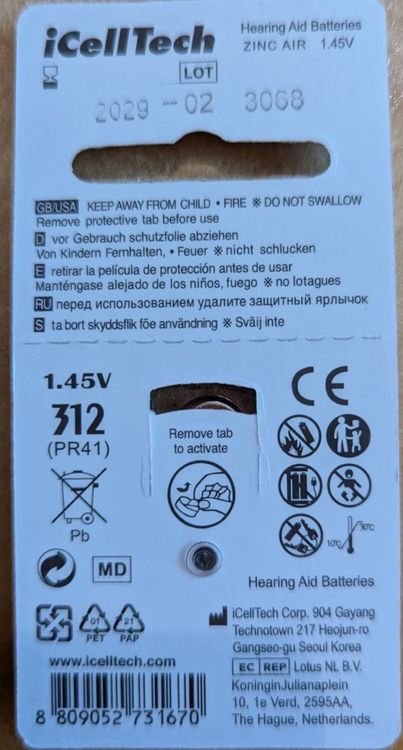 iCellTech
Hearing Aid Batteries
ZINC AIR 1.45V
LOT
2029-02 3068
GB/USA KEEP AWAY FROM CHILD • FIRE ※ DO NOT SWALLOW
Remove protective tab before use
D vor Gebrauch schutzfolie abziehen
Von Kindern Fernhalten, • Feuer ※ nicht schlucken
E retirar la película de protección antes de usar
Manténgase alejado de los niños, fuego ※ no lotagues
RU перед использованием удалите защитный ярлычок
S ta bort skyddsflik föe användning ※ Sväij inte
1.45V
312
(PR41)
Remove tab
to activate
CE
Pb
10℃
30℃
MD
Hearing Aid Batteries
01
PET
21
PAP
iCellTech Corp. 904 Gayang
Technotown 217 Heojun-ro
Gangseo-gu Seoul Korea
www.icelltech.com
EC REP Lotus NL B.V.
KoninginJulianaplein
10, 1e Verd, 2595AA,
The Hague, Netherlands.
8 809052 731670